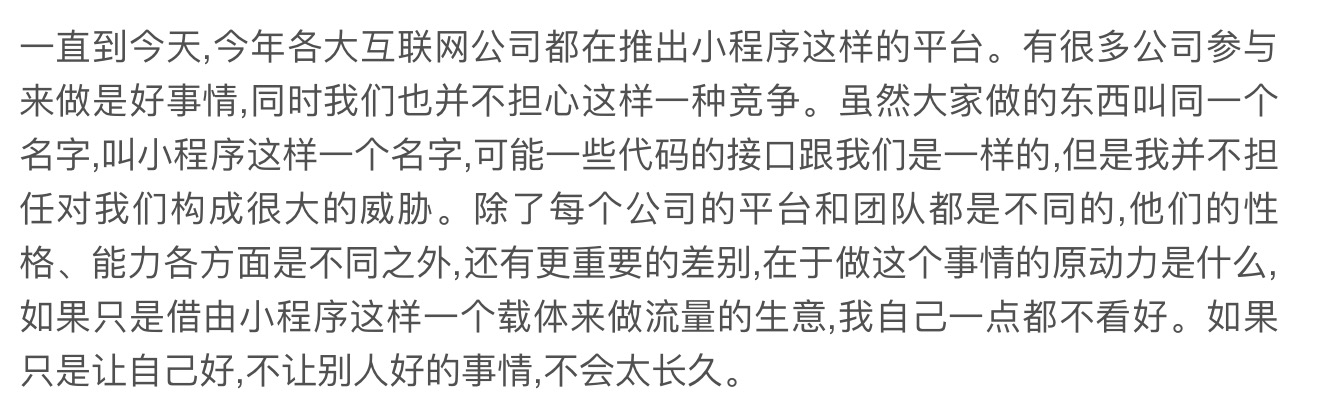 一直到今天,今年各大互联网公司都在推出小程序这样的平台。有很多公司参与
来做是好事情,同时我们也并不担心这样一种竞争。虽然大家做的东西叫同一个
名字,叫小程序这样一个名字,可能一些代码的接口跟我们是一样的,但是我并不担
任对我们构成很大的威胁。除了每个公司的平台和团队都是不同的,他们的性
格、能力各方面是不同之外,还有更重要的差别,在于做这个事情的原动力是什么,
如果只是借由小程序这样一个载体来做流量的生意,我自己一点都不看好。如果
只是让自己好,不让别人好的事情,不会太长久。